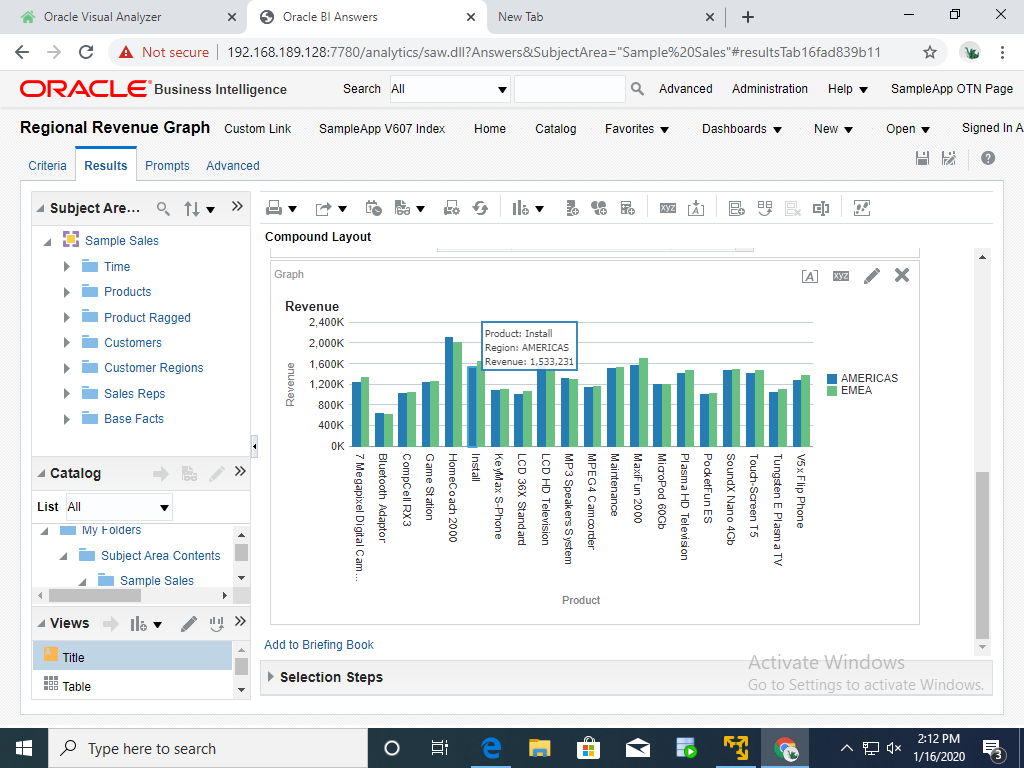 Oracle Visual Analyzer
Oracle BI Answers
New Tab
Not secure
192.168.189.128:7780/analytics/saw.dll?Answers&SubjectArea="Sample%20Sales"#resultsTab16fad839b11
ORACLE Business Intelligence
Search
All
Advanced
Administration
Help
SampleApp OTN Page
Regional Revenue Graph
Custom Link
SampleApp V607 Index
Home
Catalog
Favorites
Dashboards
New
Open
Signed In A
Criteria
Results
Prompts
Advanced
Subject Are...
Sample Sales
Time
Products
Product Ragged
Customers
Customer Regions
Sales Reps
Base Facts
Catalog
List
All
My Folders
Subject Area Contents
Sample Sales
Views
Title
Table
xyz
Compound Layout
Graph
xyz
Revenue
2,400K
2,000K
1,600K
1,200K
800K
400K
0K
Revenue
Product: Install
Region: AMERICAS
Revenue: 1,533,231
AMERICAS
EMEA
7 Megapixel Digital Cam...
Bluetooth Adaptor
CompCell RX3
Game Station
HomeCoach 2000
Install
KeyMax S-Phone
LCD 36X Standard
LCD HD Television
MP3 Speakers System
MPEG4 Camcorder
Maintenance
MaxiFun 2000
MicroPod 60Gb
Plasma HD Television
PocketFun ES
SoundX Nano 4Gb
Touch-Screen T5
Tungsten E Plasma TV
V5x Flip Phone
Product
Add to Briefing Book
Selection Steps
Activate Windows
Go to Settings to activate Windows.
Type here to search
2:12 PM
1/16/2020
3